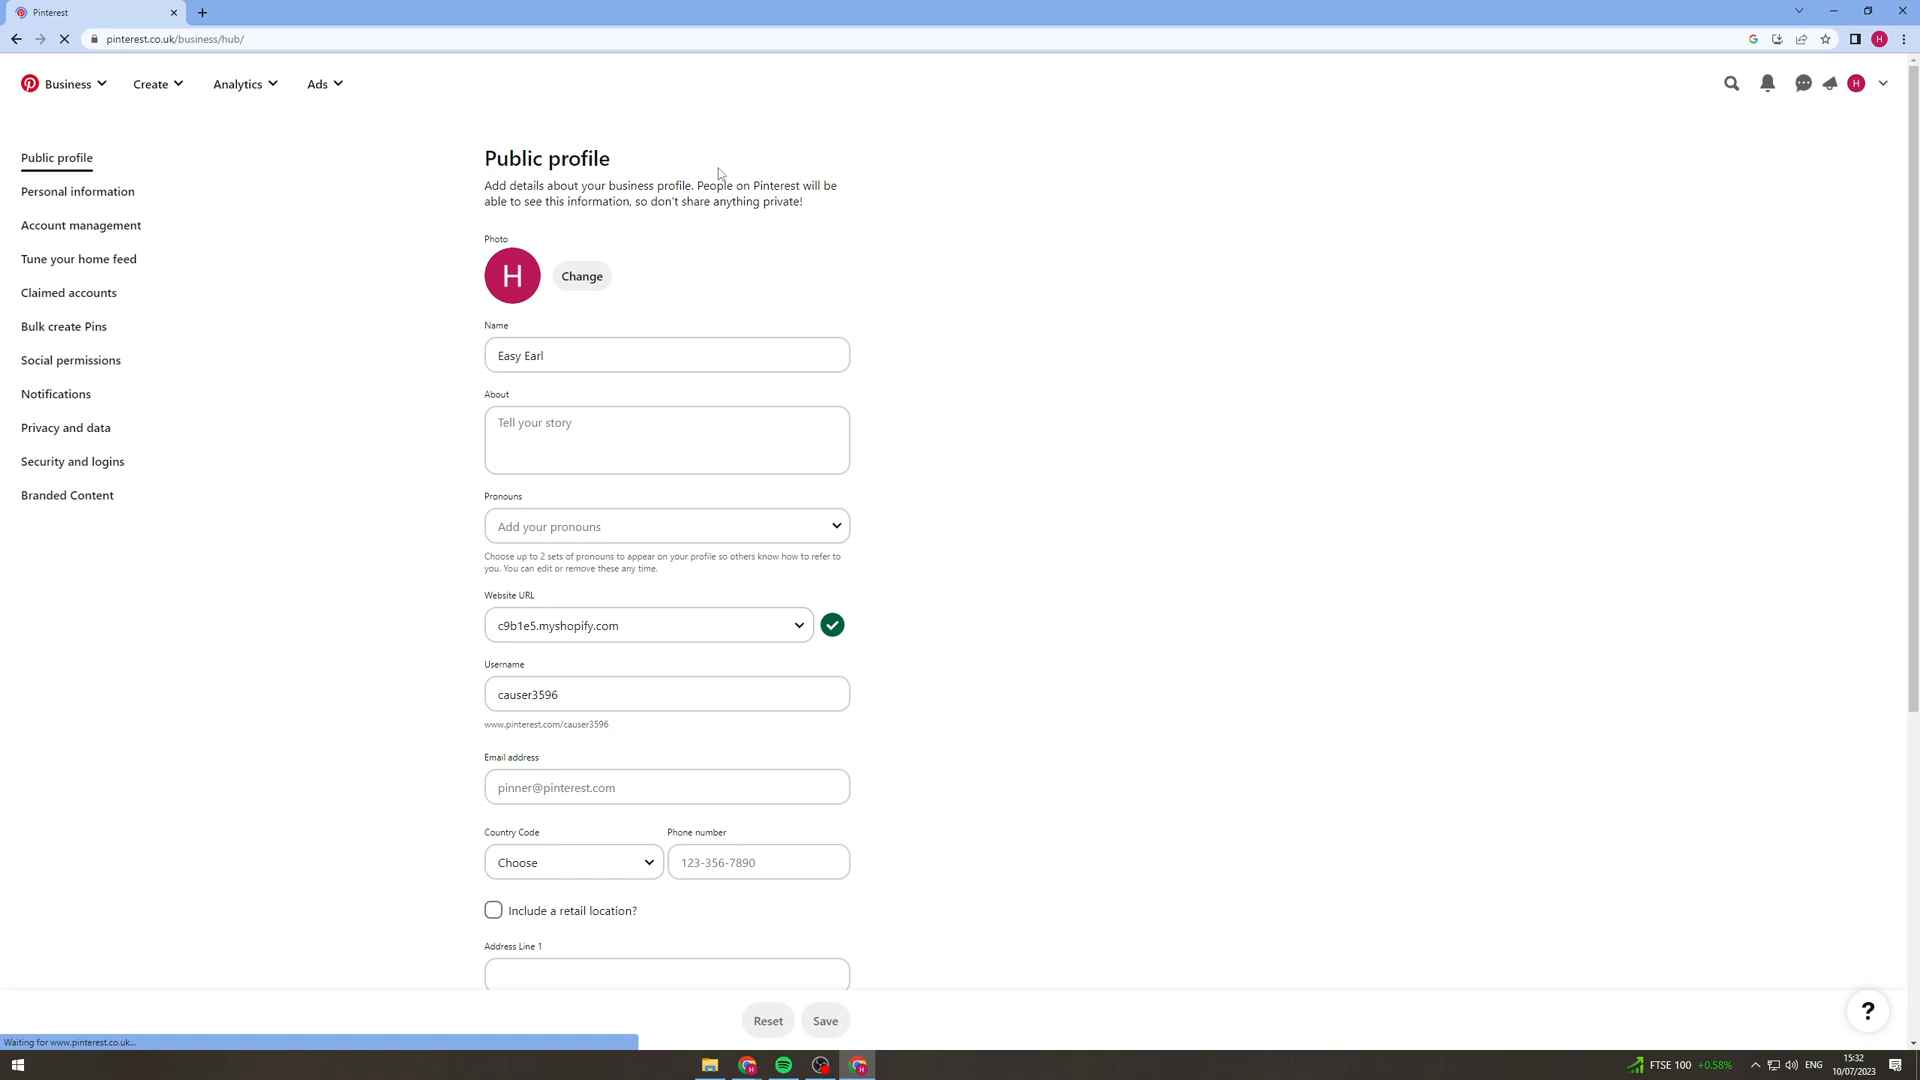 Pinterest
pinterest.co.uk/business/hub/
H
Business
Create
Analytics
Ads
H
Public profile
Personal information
Account management
Tune your home feed
Claimed accounts
Bulk create Pins
Social permissions
Notifications
Privacy and data
Security and logins
Branded Content
Public profile
Add details about your business profile. People on Pinterest will be
able to see this information, so don't share anything private!
Photo
H
Change
Name
Easy Earl
About
Tell your story
Pronouns
Add your pronouns
Choose up to 2 sets of pronouns to appear on your profile so others know how to refer to
you. You can edit or remove these any time.
Website URL
c9b1e5.myshopify.com
Username
causer3596
www.pinterest.com/causer3596
Email address
pinner@pinterest.com
Country Code
Phone number
Choose
123-356-7890
Include a retail location?
Address Line 1
Reset
Save
?
Waiting for www.pinterest.co.uk...
FTSE 100 +0.58%
ENG
15:32
10/07/2023